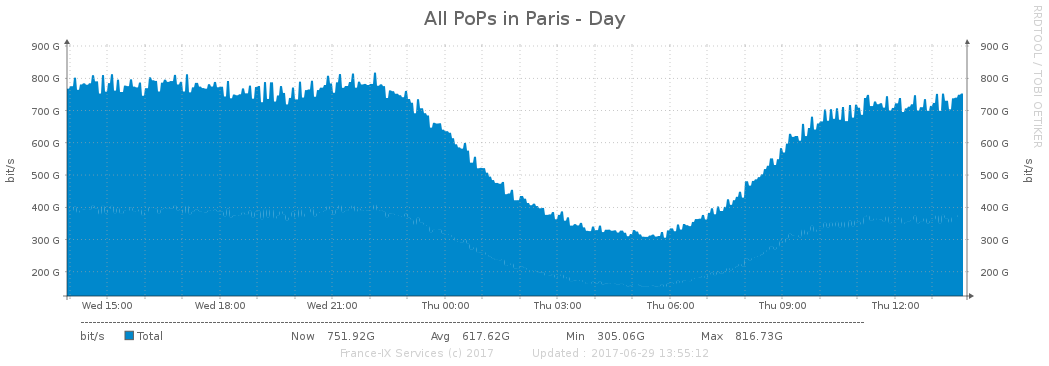 All PoPs in Paris - Day
RRDTOOL / TOBI OETIKER
900 G 900 G
800 G 800 G
700 G 700 G
600 G 600 G
500 G 500 G
400 G 400 G
300 G 300 G
200 G 200 G
bit/s bit/s
Wed 15:00 Wed 18:00 Wed 21:00 Thu 00:00 Thu 03:00 Thu 06:00 Thu 09:00 Thu 12:00
bit/s Total Now 751.92G Avg 617.62G Min 305.06G Max 816.73G
France-IX Services (c) 2017 Updated : 2017-06-29 13:55:12